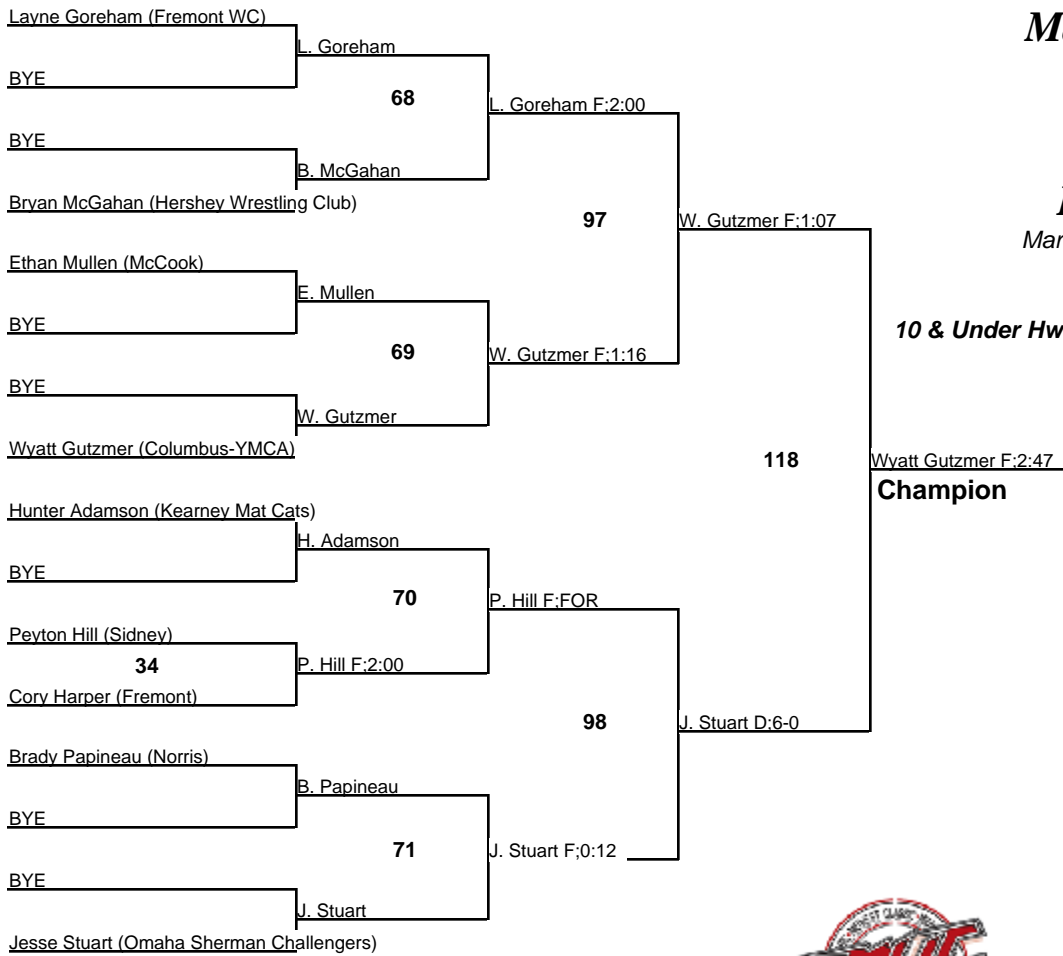 Layne Goreham (Fremont WC)
L. Goreham
BYE
68
L. Goreham F;2:00
BYE
B. McGahan
Bryan McGahan (Hershey Wrestling Club)
97
W. Gutzmer F;1:07
Ethan Mullen (McCook)
E. Mullen
BYE
69
W. Gutzmer F;1:16
BYE
W. Gutzmer
Wyatt Gutzmer (Columbus-YMCA)
118
Wyatt Gutzmer F;2:47
Champion
Hunter Adamson (Kearney Mat Cats)
H. Adamson
BYE
70
P. Hill F;FOR
Peyton Hill (Sidney)
34
P. Hill F;2:00
Cory Harper (Fremont)
98
J. Stuart D;6-0
Brady Papineau (Norris)
B. Papineau
BYE
71
J. Stuart F;0:12
BYE
J. Stuart
Jesse Stuart (Omaha Sherman Challengers)
Mar
10 & Under Hw